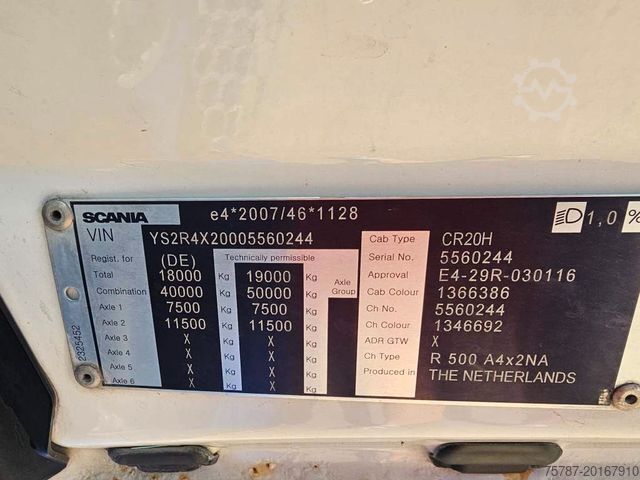 SCANIA e4*2007/46*1128 1,0 %
VIN YS2R4X20005560244
Regist. for (DE) Technically permissible
Total 18000 Kg 19000 Kg
Combination 40000 Kg 50000 Kg Axle Group
Axle 1 7500 Kg 7500 Kg
Axle 2 11500 Kg 11500 Kg
Axle 3 X Kg X Kg
Axle 4 X Kg X Kg
Axle 5 X Kg X Kg
Axle 6 X Kg X Kg
Cab Type CR20H
Serial No. 5560244
Approval E4-29R-030116
Cab Colour 1366386
Ch No. 5560244
Ch Colour 1346692
ADR GTW X
Ch Type R 500 A4x2NA
Produced in THE NETHERLANDS
2325452
75787-20167910